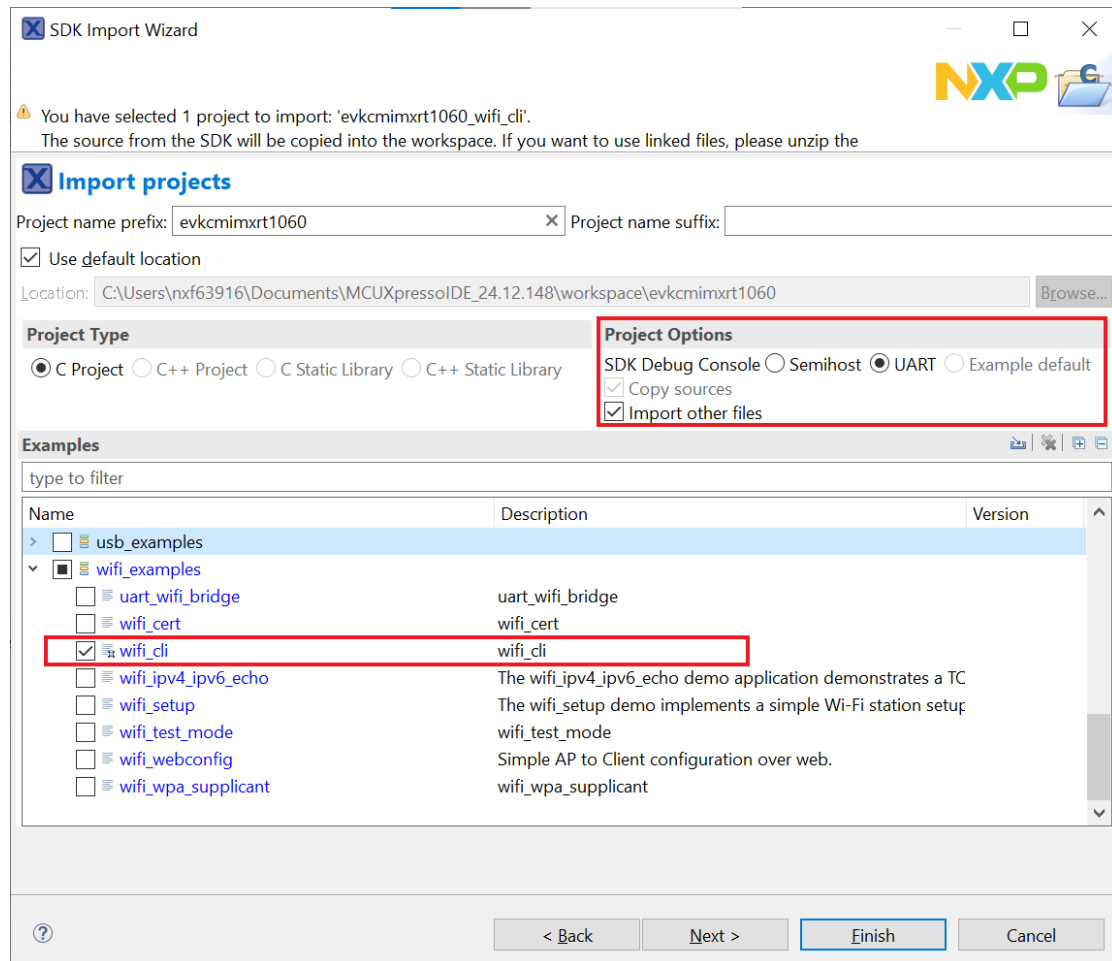 SDK Import Wizard
NXP
C
You have selected 1 project to import: 'evkcmimxrt1060_wifi_cli'.
The source from the SDK will be copied into the workspace. If you want to use linked files, please unzip the
X Import projects
Project name prefix: evkcmimxrt1060 Project name suffix:
Use default location
Location: C:\Users\nxf63916\Documents\MCUXpressoIDE_24.12.148\workspace\evkcmimxrt1060 Browse...
Project Type
C Project C++ Project C Static Library C++ Static Library
Project Options
SDK Debug Console Semihost UART Example default
Copy sources
Import other files
Examples
type to filter
Name Description Version
usb_examples
wifi_examples
uart_wifi_bridge uart_wifi_bridge
wifi_cert wifi_cert
wifi_cli wifi_cli
wifi_ipv4_ipv6_echo The wifi_ipv4_ipv6_echo demo application demonstrates a TC
wifi_setup The wifi_setup demo implements a simple Wi-Fi station setup
wifi_test_mode wifi_test_mode
wifi_webconfig Simple AP to Client configuration over web.
wifi_wpa_supplicant wifi_wpa_supplicant
? < Back Next > Finish Cancel